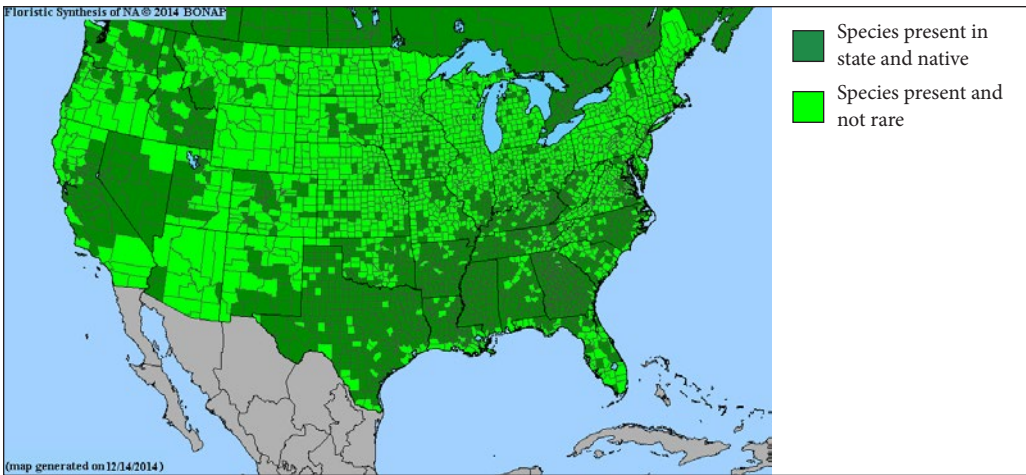 Floristic Synthesis of NA © 2014 BONAP
Species present in
state and native
Species present and
not rare
(map generated on 12/14/2014)